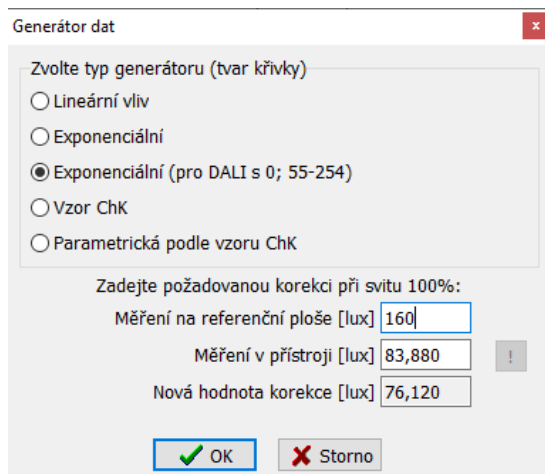 Generátor dat
x
Zvolte typ generátoru (tvar křivky)
Lineární vliv
Exponenciální
Exponenciální (pro DALI s 0; 55-254)
Vzor ChK
Parametrická podle vzoru ChK
Zadejte požadovanou korekci při svitu 100%:
Měření na referenční ploše [lux] 160
Měření v přístroji [lux] 83,880 !
Nová hodnota korekce [lux] 76,120
OK Storno